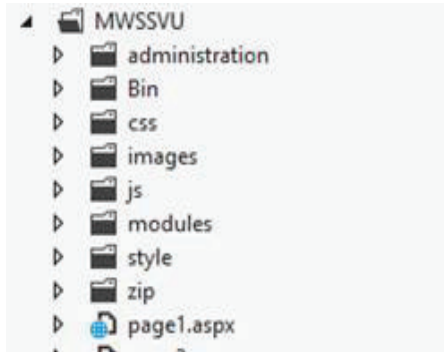 MWSSVU
administration
Bin
css
images
js
modules
style
zip
page1.aspx